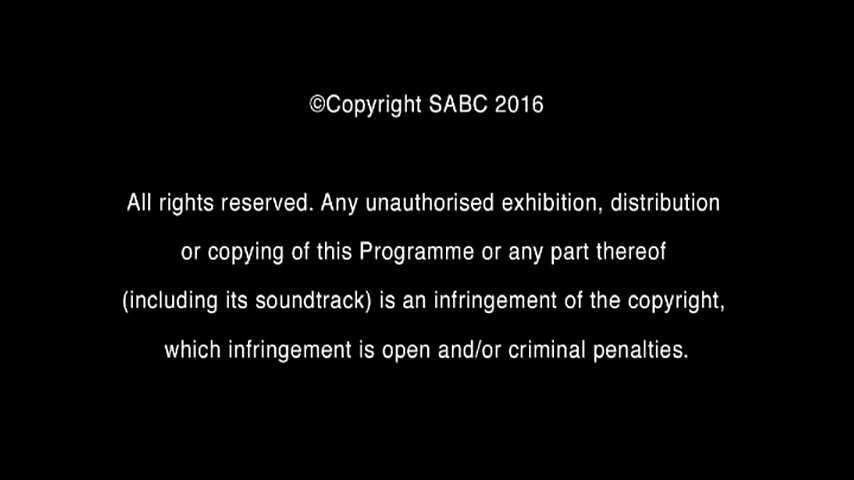 ©Copyright SABC 2016
All rights reserved. Any unauthorised exhibition, distribution
or copying of this Programme or any part thereof
(including its soundtrack) is an infringement of the copyright,
which infringement is open and/or criminal penalties.